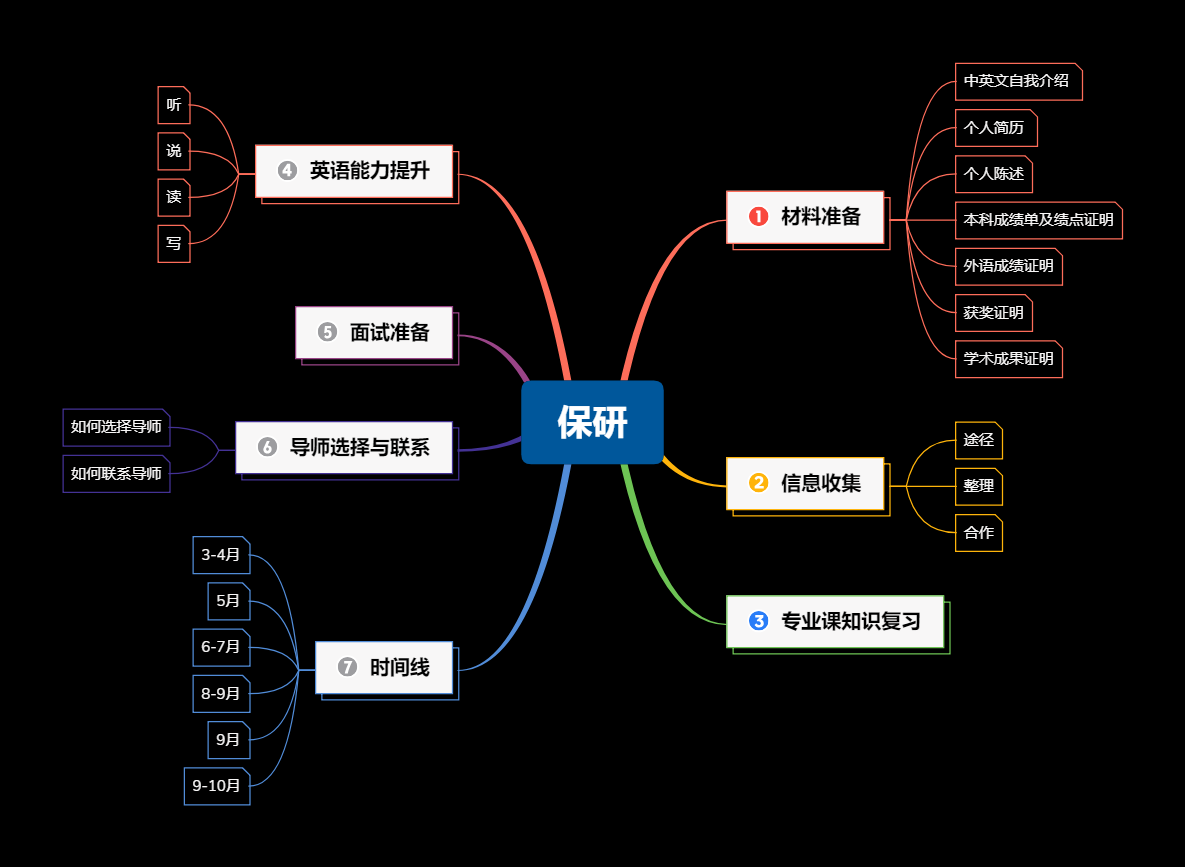 保研
① 材料准备
中英文自我介绍
个人简历
个人陈述
本科成绩单及绩点证明
外语成绩证明
获奖证明
学术成果证明
② 信息收集
途径
整理
合作
③ 专业课知识复习
④ 英语能力提升
听
说
读
写
⑤ 面试准备
⑥ 导师选择与联系
如何选择导师
如何联系导师
⑦ 时间线
3-4月
5月
6-7月
8-9月
9月
9-10月